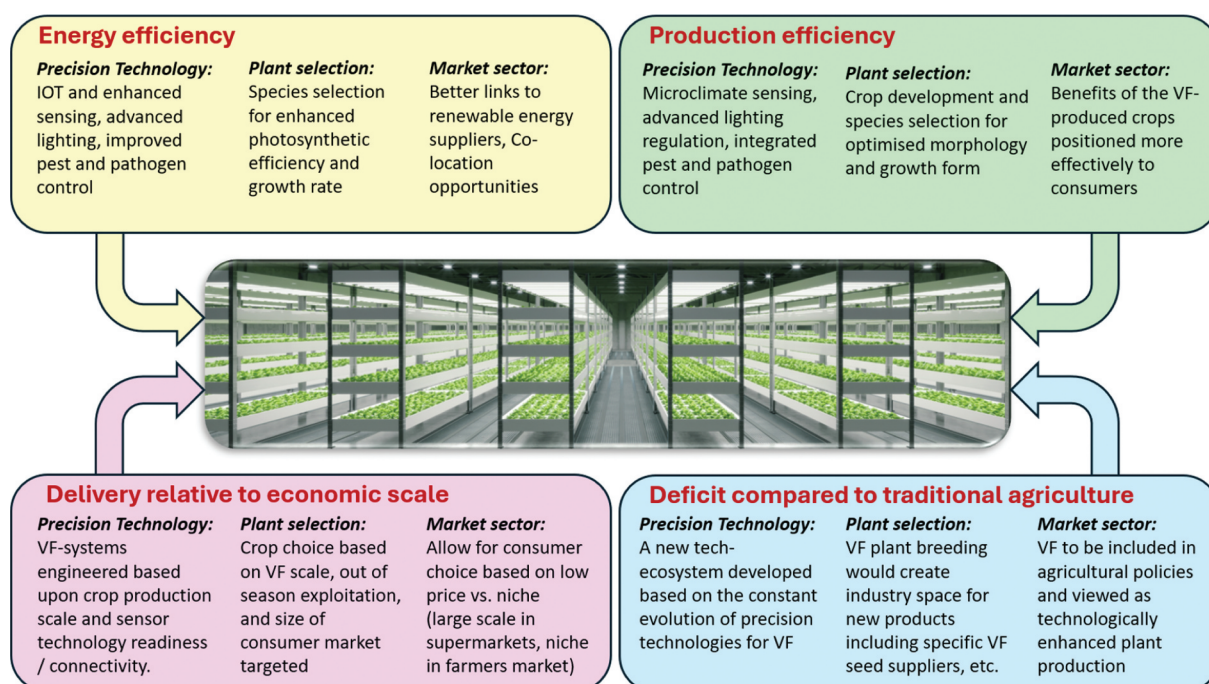 Energy efficiency
Precision Technology:
IOT and enhanced
sensing, advanced
lighting, improved
pest and pathogen
control
Plant selection:
Species selection
for enhanced
photosynthetic
efficiency and
growth rate
Market sector:
Better links to
renewable energy
suppliers, Co-
location
opportunities
Production efficiency
Precision Technology:
Microclimate sensing,
advanced lighting
regulation, integrated
pest and pathogen
control
Plant selection:
Crop development and
species selection for
optimised morphology
and growth form
Market sector:
Benefits of the VF-
produced crops
positioned more
effectively to
consumers
Delivery relative to economic scale
Precision Technology:
VF-systems
engineered based
upon crop production
scale and sensor
technology readiness
/ connectivity.
Plant selection:
Crop choice based
on VF scale, out of
season exploitation,
and size of
consumer market
targeted
Market sector:
Allow for consumer
choice based on low
price vs. niche
(large scale in
supermarkets, niche
in farmers market)
Deficit compared to traditional agriculture
Precision Technology:
A new tech-
ecosystem developed
based on the constant
evolution of precision
technologies for VF
Plant selection:
VF plant breeding
would create
industry space for
new products
including specific VF
seed suppliers, etc.
Market sector:
VF to be included in
agricultural policies
and viewed as
technologically
enhanced plant
production